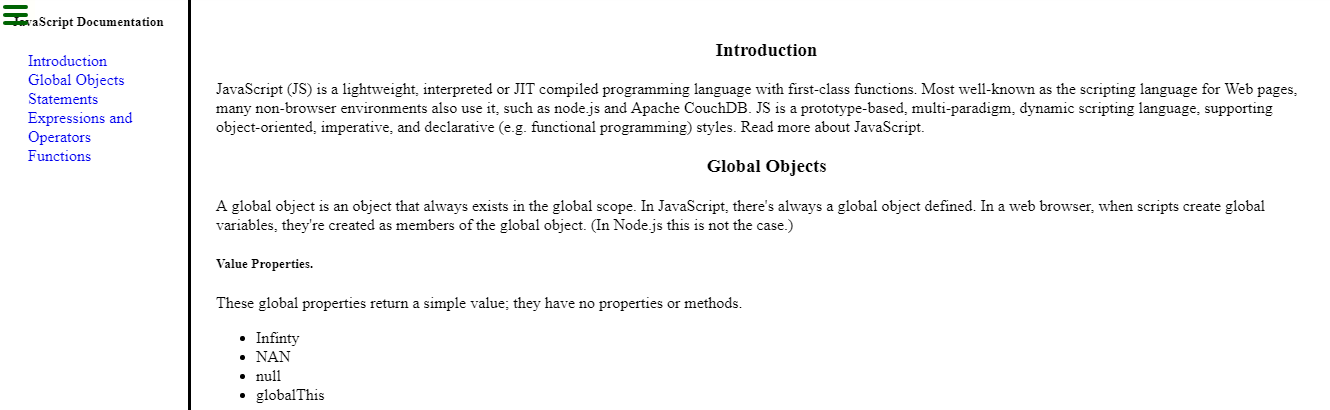 JavaScript Documentation
Introduction
Global Objects
Statements
Expressions and
Operators
Functions
Introduction
JavaScript (JS) is a lightweight, interpreted or JIT compiled programming language with first-class functions. Most well-known as the scripting language for Web pages,
many non-browser environments also use it, such as node.js and Apache CouchDB. JS is a prototype-based, multi-paradigm, dynamic scripting language, supporting
object-oriented, imperative, and declarative (e.g. functional programming) styles. Read more about JavaScript.
Global Objects
A global object is an object that always exists in the global scope. In JavaScript, there's always a global object defined. In a web browser, when scripts create global
variables, they're created as members of the global object. (In Node.js this is not the case.)
Value Properties.
These global properties return a simple value; they have no properties or methods.
Infinty
NAN
null
globalThis